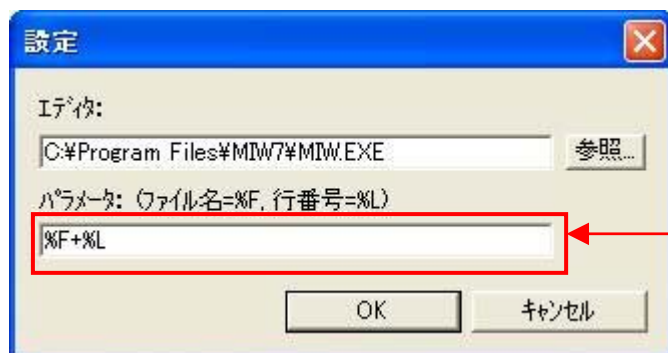 設定
エディタ:
C:¥Program Files¥MIW7¥MIW.EXE
参照...
パラメータ: (ファイル名=%F, 行番号=%L)
%F+%L
OK
キャンセル